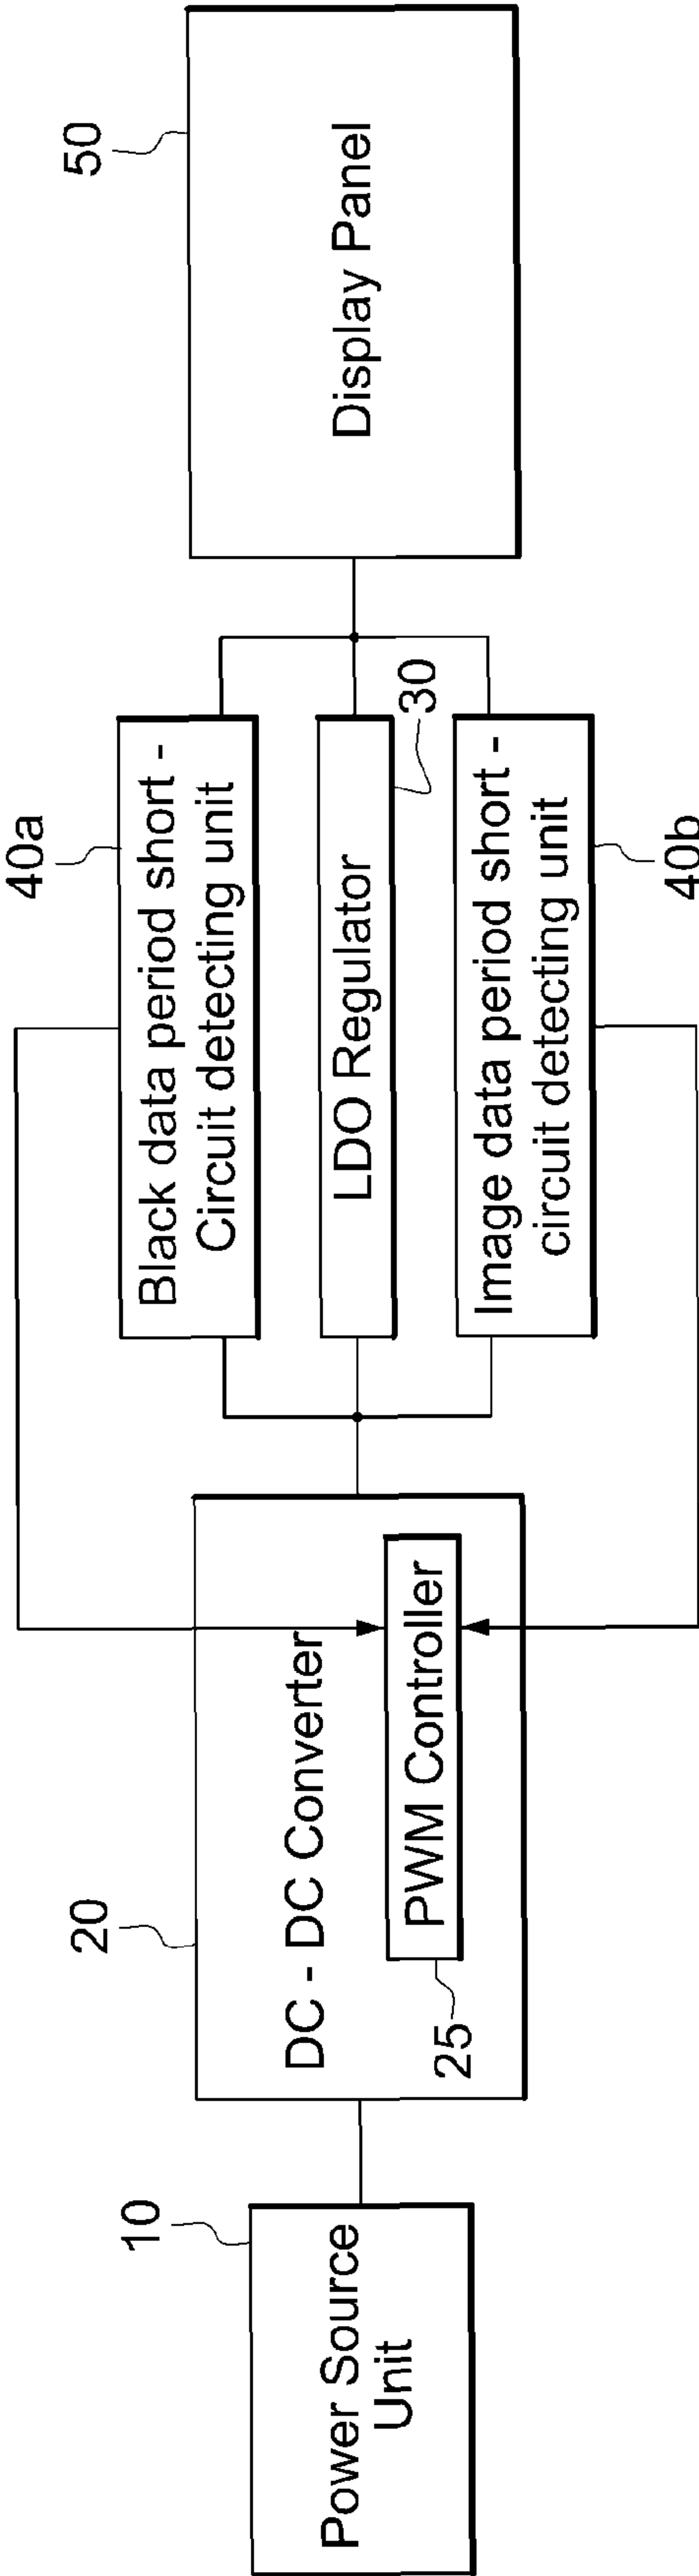 10
Power Source
Unit
20
DC - DC Converter
PWM Controller
25
40a
Black data period short -
Circuit detecting unit
LDO Regulator
30
Image data period short -
circuit detecting unit
40b
50
Display Panel